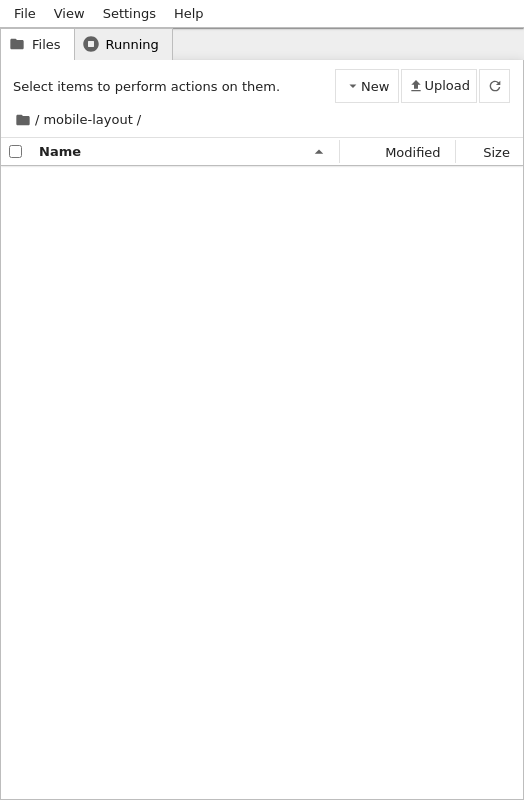 File View Settings Help
Files Running
Select items to perform actions on them. New Upload
/ mobile-layout /
Name Modified Size